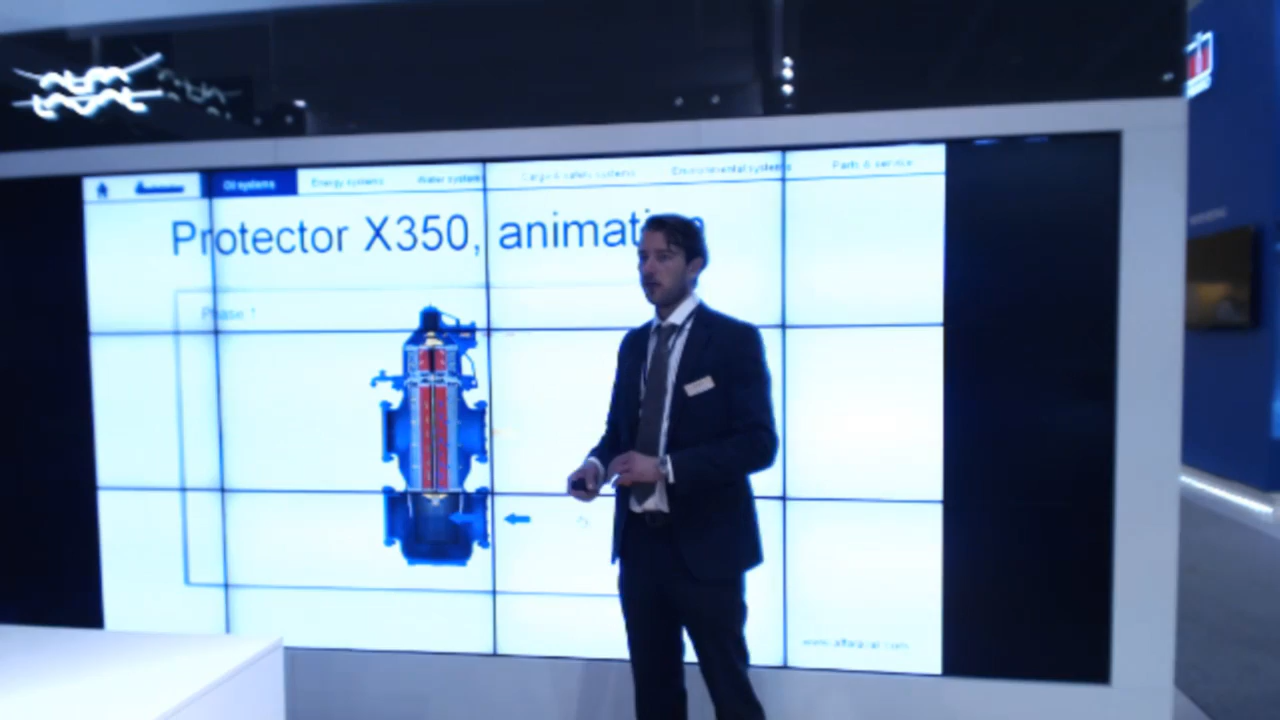 Oil systems
Energy systems
Water systems
Cargo & safety systems
Environmental systems
Parts & service
Protector X350, animati
Phase 1
www.alfalaval.com